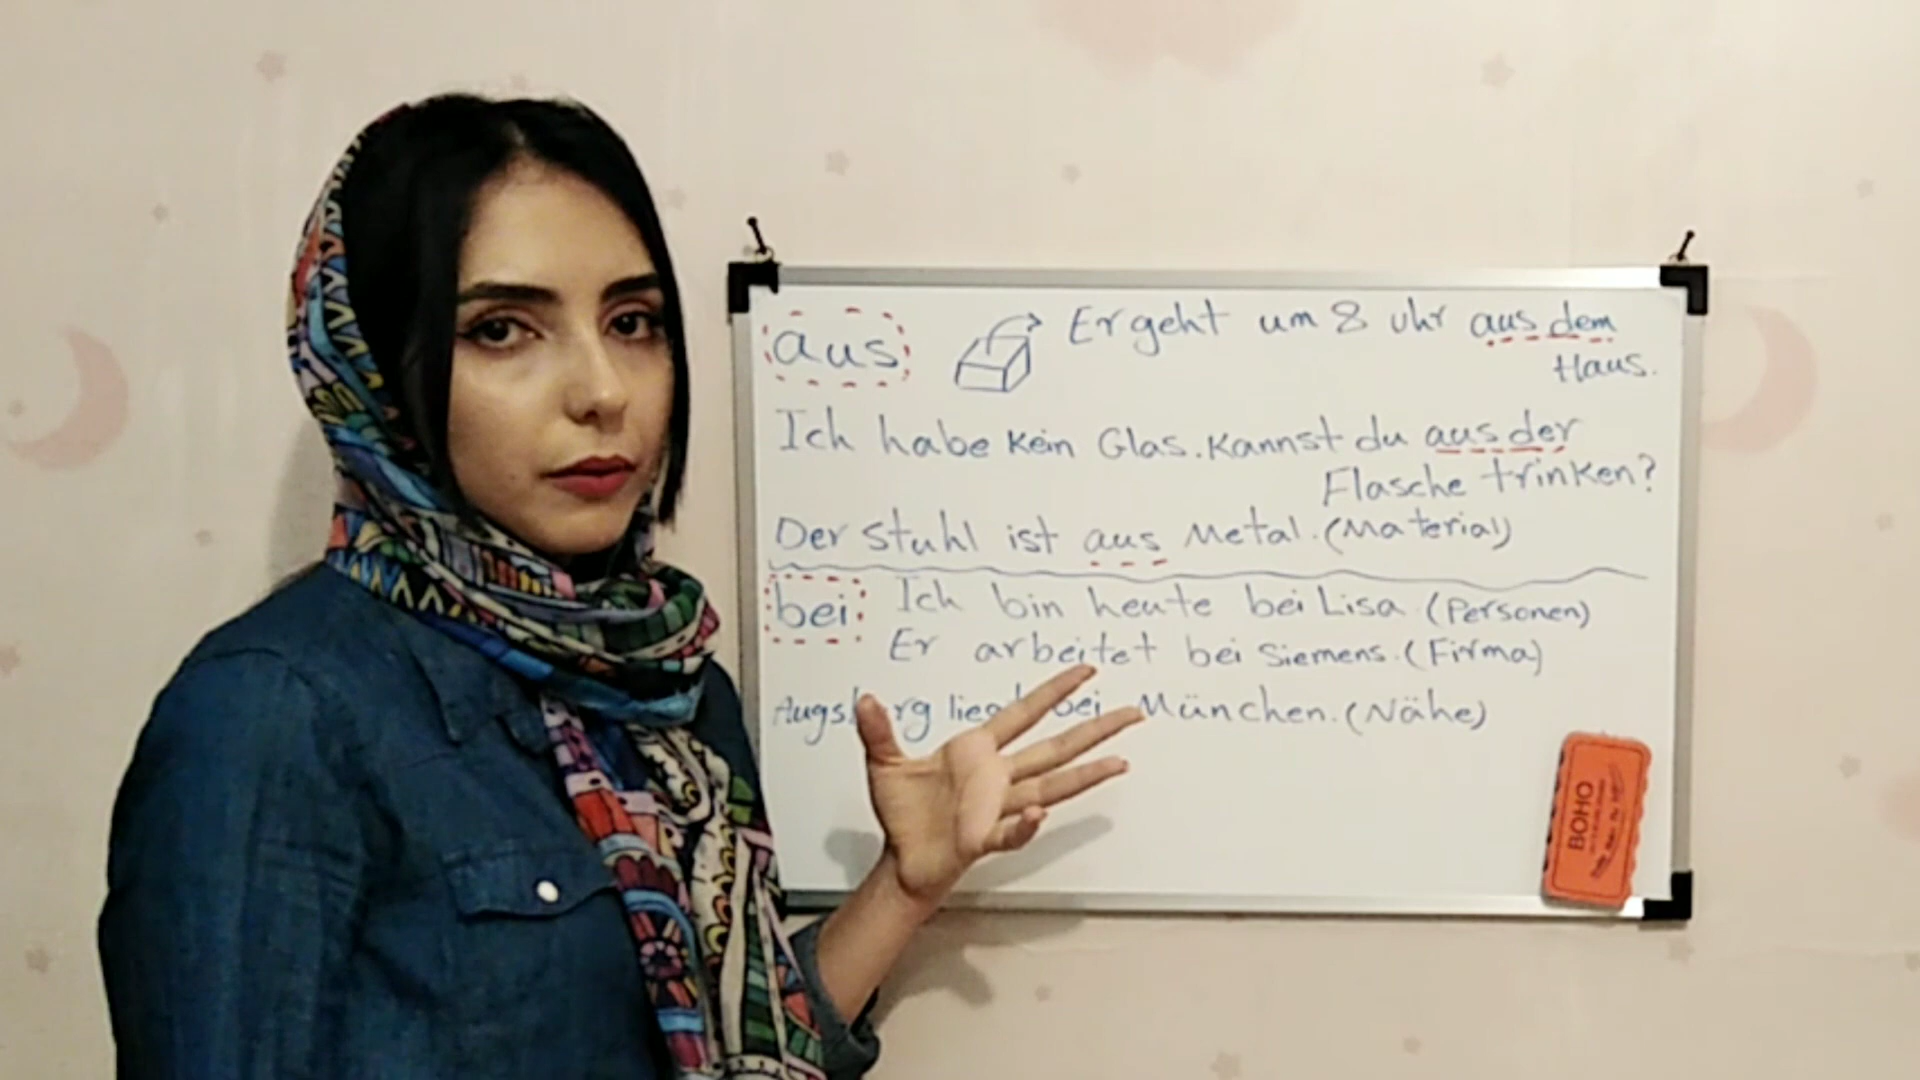 aus Er geht um 8 Uhr aus dem
Haus.
Ich habe kein Glas. Kannst du aus der
Flasche trinken?
Der Stuhl ist aus Metal. (Material)
bei Ich bin heute bei Lisa. (Personen)
Er arbeitet bei Siemens. (Firma)
bei München. (Nähe)
BOHO